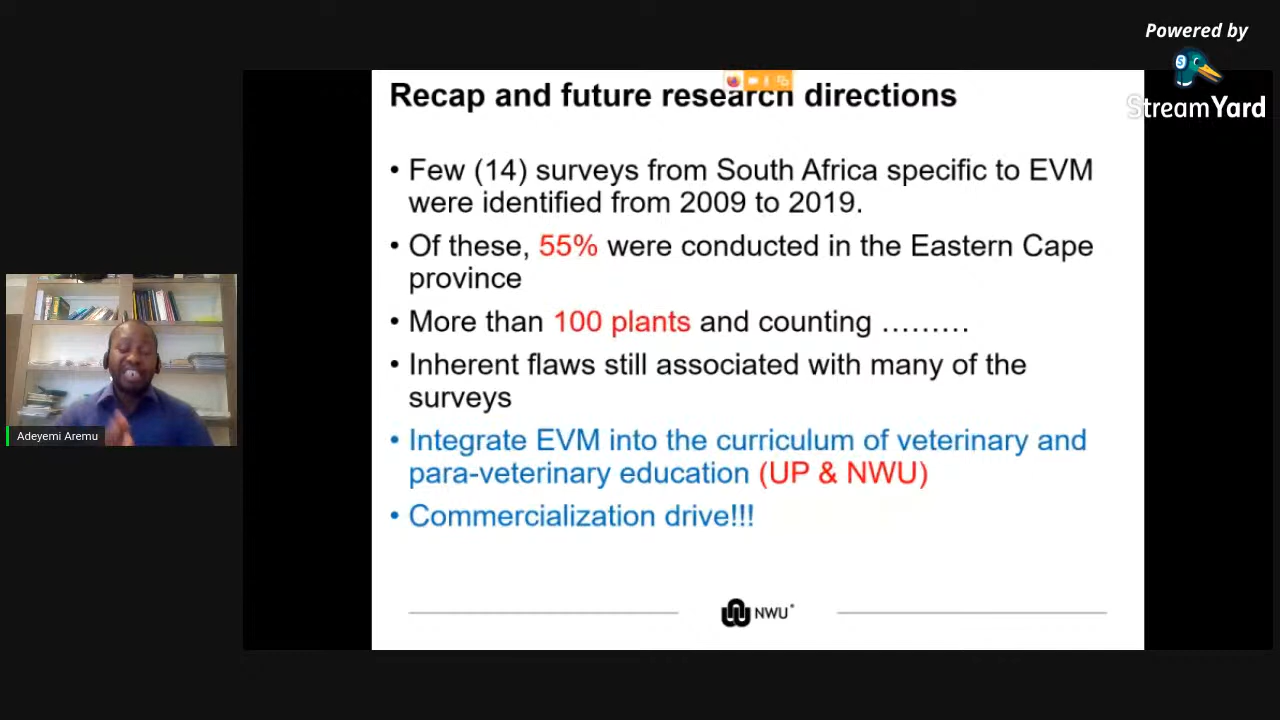 Powered by
StreamYard
Recap and future research directions
• Few (14) surveys from South Africa specific to EVM
were identified from 2009 to 2019.
• Of these, 55% were conducted in the Eastern Cape
province
• More than 100 plants and counting ………
• Inherent flaws still associated with many of the
surveys
• Integrate EVM into the curriculum of veterinary and
para-veterinary education (UP & NWU)
• Commercialization drive!!!
Adeyemi Aremu
NWU®